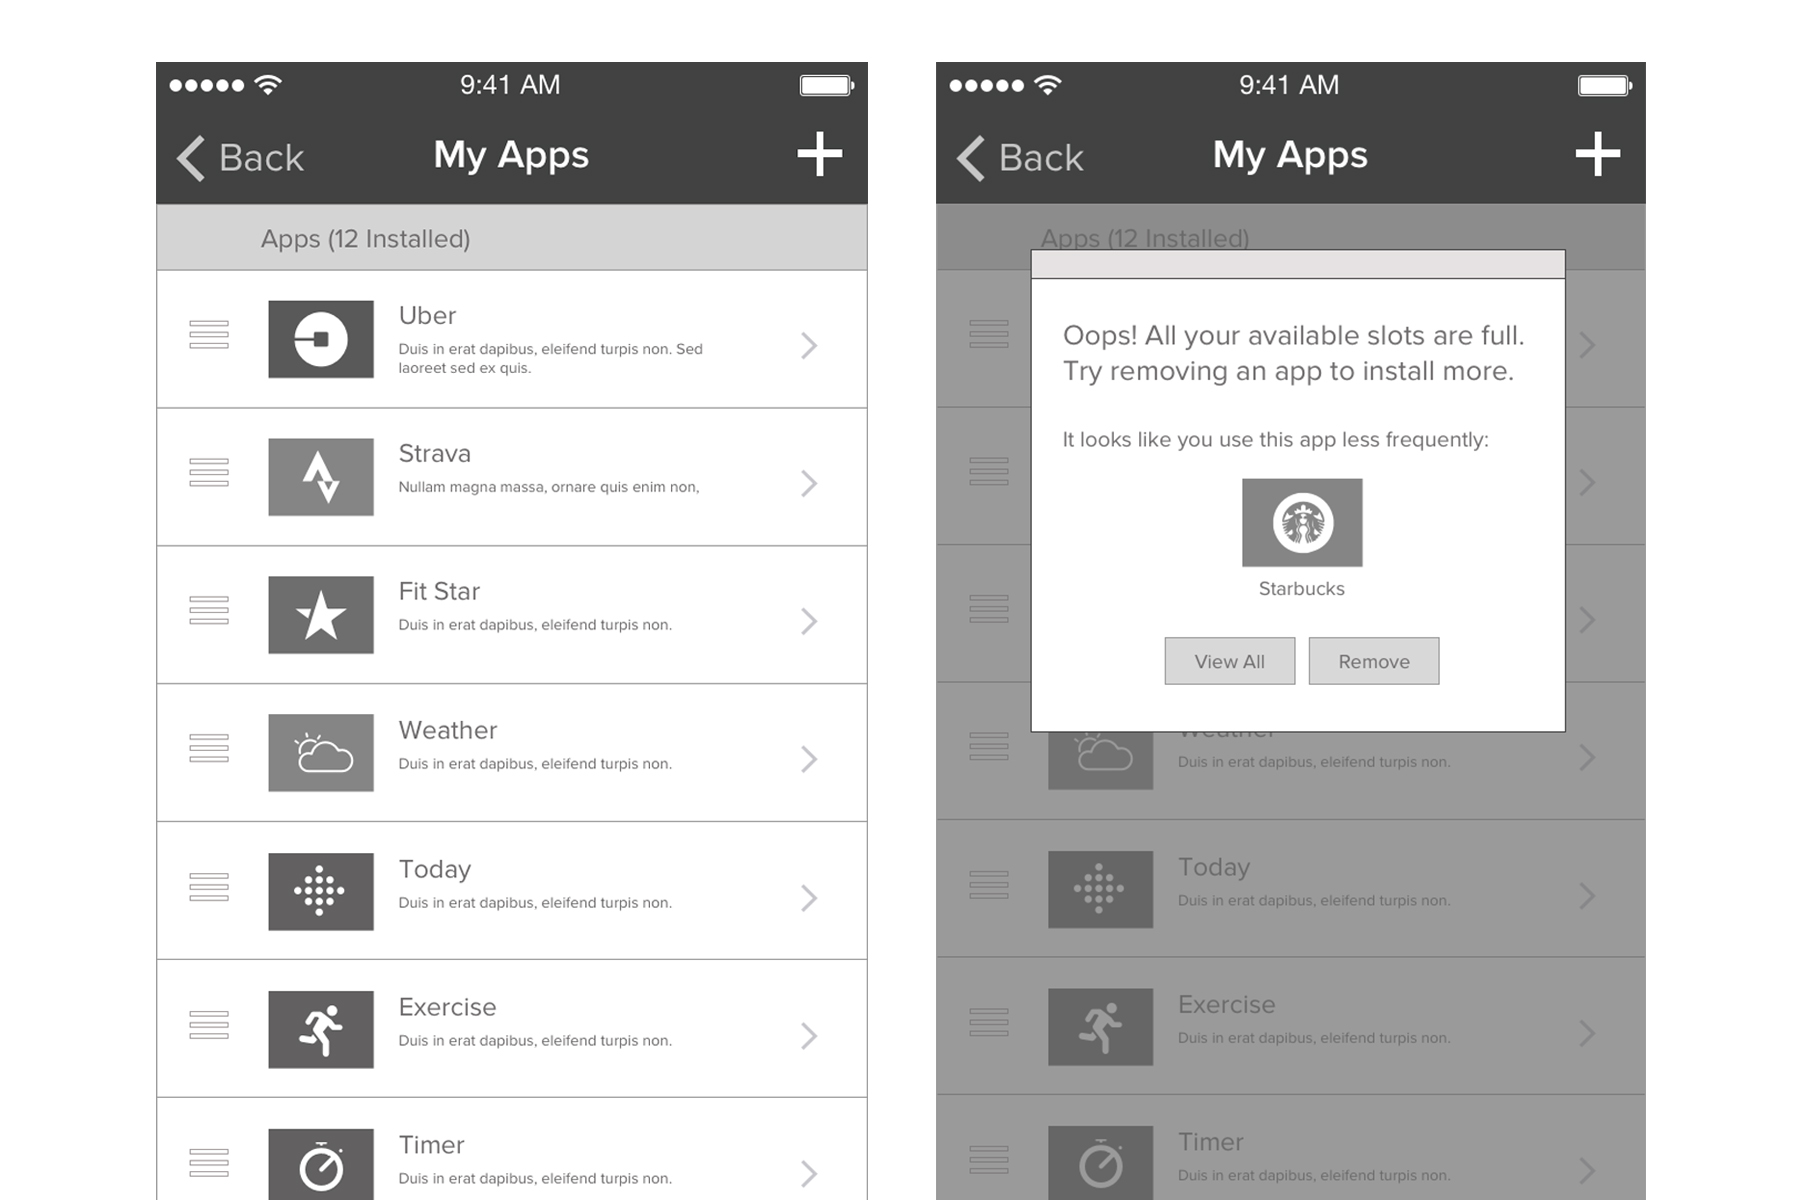 9:41 AM
Back
My Apps
Apps (12 Installed)
Uber
Duis in erat dapibus, eleifend turpis non. Sed
laoreet sed ex quis.
Strava
Nullam magna massa, ornare quis enim non,
Fit Star
Duis in erat dapibus, eleifend turpis non.
Weather
Duis in erat dapibus, eleifend turpis non.
Today
Duis in erat dapibus, eleifend turpis non.
Exercise
Duis in erat dapibus, eleifend turpis non.
Timer
Duis in erat dapibus, eleifend turpis non.
9:41 AM
Back
My Apps
Apps (12 Installed)
Oops! All your available slots are full.
Try removing an app to install more.
It looks like you use this app less frequently:
Starbucks
View All
Remove
Weather
Duis in erat dapibus, eleifend turpis non.
Today
Duis in erat dapibus, eleifend turpis non.
Exercise
Duis in erat dapibus, eleifend turpis non.
Timer
Duis in erat dapibus, eleifend turpis non.